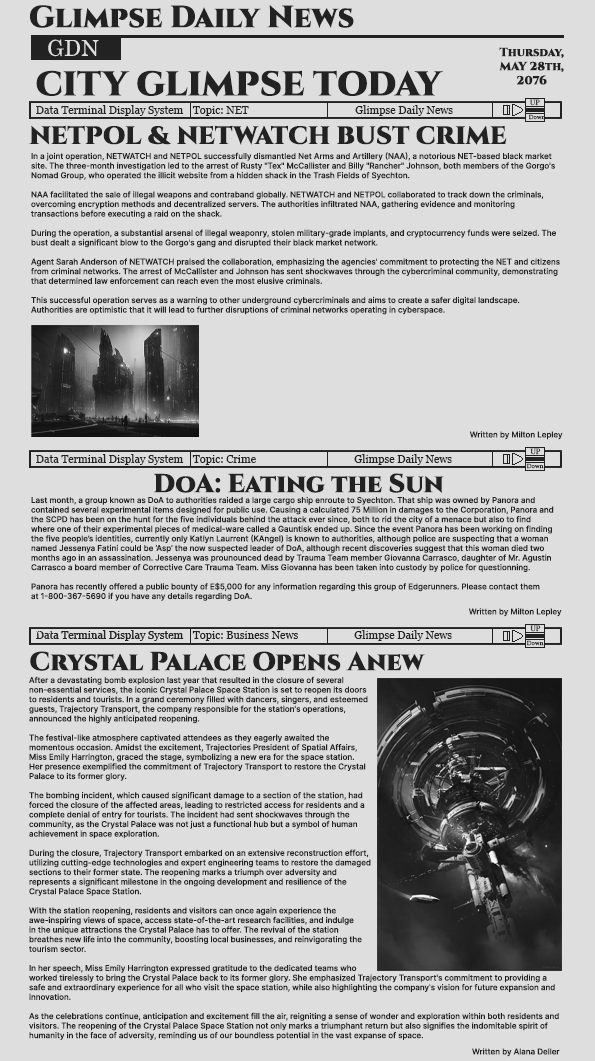 GLIMPSE DAILY NEWS
GDN
THURSDAY,
MAY 28TH,
2076
CITY GLIMPSE TODAY
Data Terminal Display System Topic: NET Glimpse Daily News UP Down
NETPOL & NETWATCH BUST CRIME
In a joint operation, NETWATCH and NETPOL successfully dismantled Net Arms and Artillery (NAA), a notorious NET-based black market
site. The three-month investigation led to the arrest of Rusty "Tex" McCallister and Billy "Rancher" Johnson, both members of the Gorgo's
Nomad Group, who operated the illicit website from a hidden shack in the Trash Fields of Syechton.
NAA facilitated the sale of illegal weapons and contraband globally. NETWATCH and NETPOL collaborated to track down the criminals,
overcoming encryption methods and decentralized servers. The authorities infiltrated NAA, gathering evidence and monitoring
transactions before executing a raid on the shack.
During the operation, a substantial arsenal of illegal weaponry, stolen military-grade implants, and cryptocurrency funds were seized. The
bust dealt a significant blow to the Gorgo's gang and disrupted their black market network.
Agent Sarah Anderson of NETWATCH praised the collaboration, emphasizing the agencies' commitment to protecting the NET and citizens
from criminal networks. The arrest of McCallister and Johnson has sent shockwaves through the cybercriminal community, demonstrating
that determined law enforcement can reach even the most elusive criminals.
This successful operation serves as a warning to other underground cybercriminals and aims to create a safer digital landscape.
Authorities are optimistic that it will lead to further disruptions of criminal networks operating in cyberspace.
Written by Milton Lepley
Data Terminal Display System Topic: Crime Glimpse Daily News UP Down
DOA: EATING THE SUN
Last month, a group known as DoA to authorities raided a large cargo ship enroute to Syechton. That ship was owned by Panora and
contained several experimental items designed for public use. Causing a calculated 75 Million in damages to the Corporation, Panora and
the SCPD has been on the hunt for the five individuals behind the attack ever since, both to rid the city of a menace but also to find
where one of their experimental pieces of medical-ware called a Gauntisk ended up. Since the event Panora has been working on finding
the five people's identities, currently only Katlyn Laurrent (KAngel) is known to authorities, although police are suspecting that a woman
named Jessenya Fatini could be 'Asp' the now suspected leader of DoA, although recent discoveries suggest that this woman died two
months ago in an assassination. Jessenya was pronounced dead by Trauma Team member Giovanna Carrasco, daughter of Mr. Agustin
Carrasco a board member of Corrective Care Trauma Team. Miss Giovanna has been taken into custody by police for questionning.
Panora has recently offered a public bounty of E$5,000 for any information regarding this group of Edgerunners. Please contact them
at 1-800-367-5690 if you have any details regarding DoA.
Written by Milton Lepley
Data Terminal Display System Topic: Business News Glimpse Daily News UP Down
CRYSTAL PALACE OPENS ANEW
After a devastating bomb explosion last year that resulted in the closure of several
non-essential services, the iconic Crystal Palace Space Station is set to reopen its doors
to residents and tourists. In a grand ceremony filled with dancers, singers, and esteemed
guests, Trajectory Transport, the company responsible for the station's operations,
announced the highly anticipated reopening.
The festival-like atmosphere captivated attendees as they eagerly awaited the
momentous occasion. Amidst the excitement, Trajectories President of Spatial Affairs,
Miss Emily Harrington, graced the stage, symbolizing a new era for the space station.
Her presence exemplified the commitment of Trajectory Transport to restore the Crystal
Palace to its former glory.
The bombing incident, which caused significant damage to a section of the station, had
forced the closure of the affected areas, leading to restricted access for residents and a
complete denial of entry for tourists. The incident had sent shockwaves through the
community, as the Crystal Palace was not just a functional hub but a symbol of human
achievement in space exploration.
During the closure, Trajectory Transport embarked on an extensive reconstruction effort,
utilizing cutting-edge technologies and expert engineering teams to restore the damaged
sections to their former state. The reopening marks a triumph over adversity and
represents a significant milestone in the ongoing development and resilience of the
Crystal Palace Space Station.
With the station reopening, residents and visitors can once again experience the
awe-inspiring views of space, access state-of-the-art research facilities, and indulge
in the unique attractions the Crystal Palace has to offer. The revival of the station
breathes new life into the community, boosting local businesses, and reinvigorating the
tourism sector.
In her speech, Miss Emily Harrington expressed gratitude to the dedicated teams who
worked tirelessly to bring the Crystal Palace back to its former glory. She emphasized Trajectory Transport's commitment to providing a
safe and extraordinary experience for all who visit the space station, while also highlighting the company's vision for future expansion and
innovation.
As the celebrations continue, anticipation and excitement fill the air, reigniting a sense of wonder and exploration within both residents and
visitors. The reopening of the Crystal Palace not only marks a triumphant return but also signifies the indomitable spirit of
humanity in the face of adversity, reminding us of our boundless potential in the vast expanse of space.
Written by Alana Deller